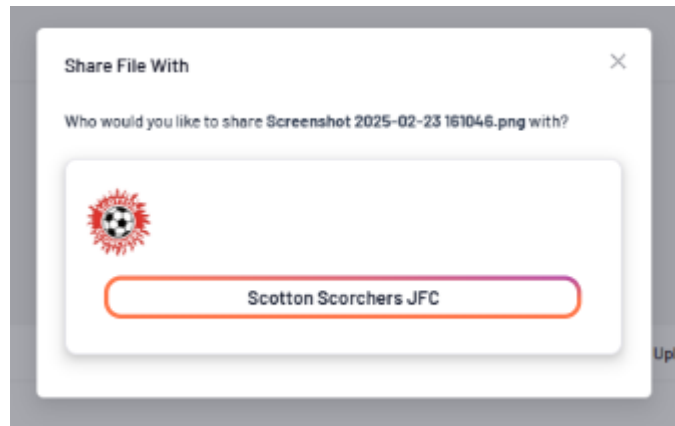 Share File With
Who would you like to share Screenshot 2025-02-23 161046.png with?
Scotton Scorchers JFC
Upl